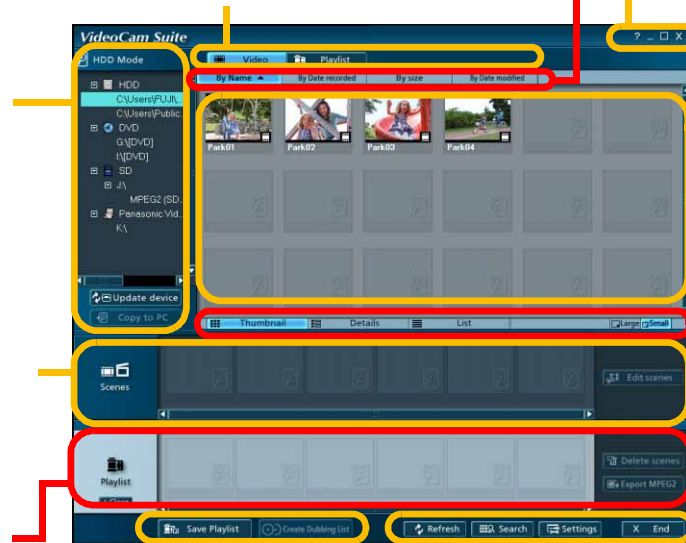 VideoCam Suite
? _ □ X
HDD Mode
Video
Playlist
By Name ▲
By Date recorded
By size
By Date modified
HDD
C:\Users\FUJI\...
C:\Users\Public...
DVD
G:\[DVD]
I:\[DVD]
SD
J:\
MPEG2 (SD...
Panasonic Vid...
K:\
Park01
Park02
Park03
Park04
Update device
Copy to PC
Thumbnail
Details
List
Large
Small
Scenes
Edit scenes
Playlist
Delete scenes
Export MPEG2
Save Playlist
Create Dubbing List
Refresh
Search
Settings
X End